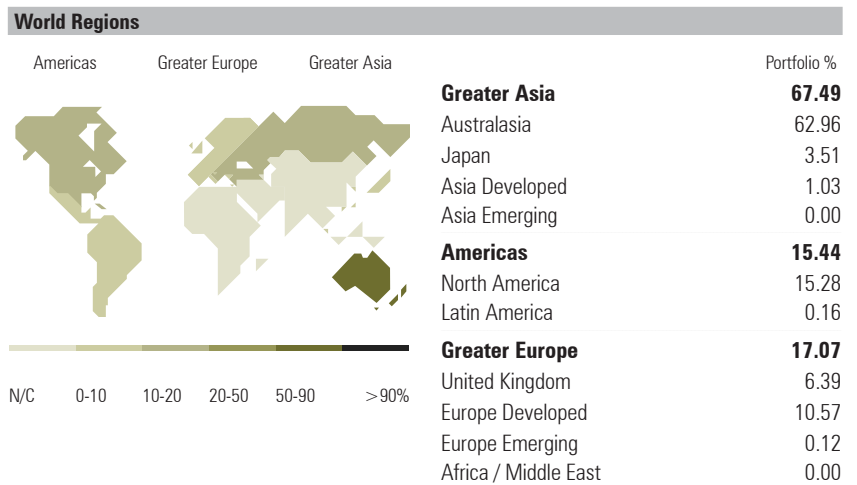 World Regions
Americas Greater Europe Greater Asia
N/C 0-10 10-20 20-50 50-90 >90%
Portfolio %
Greater Asia 67.49
Australasia 62.96
Japan 3.51
Asia Developed 1.03
Asia Emerging 0.00
Americas 15.44
North America 15.28
Latin America 0.16
Greater Europe 17.07
United Kingdom 6.39
Europe Developed 10.57
Europe Emerging 0.12
Africa / Middle East 0.00